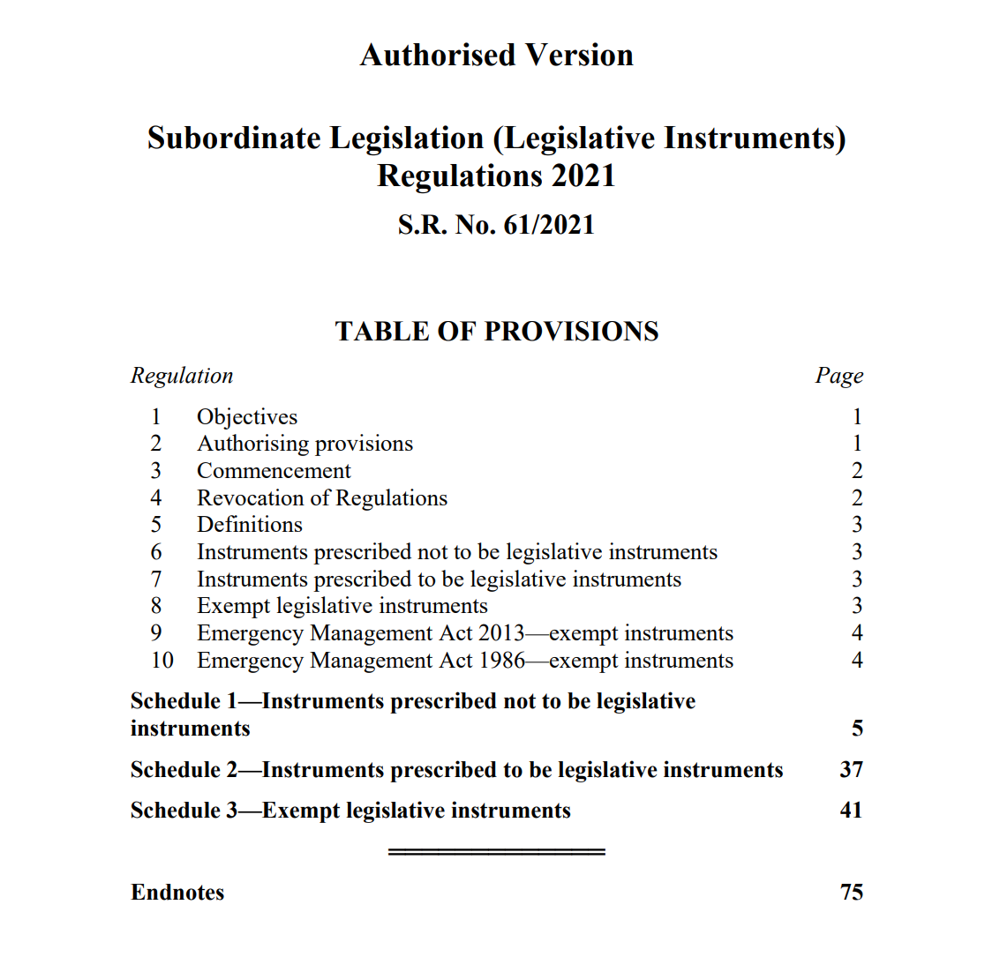 Authorised Version
Subordinate Legislation (Legislative Instruments)
Regulations 2021
S.R. No. 61/2021
TABLE OF PROVISIONS
Regulation Page
1 Objectives 1
2 Authorising provisions 1
3 Commencement 2
4 Revocation of Regulations 2
5 Definitions 3
6 Instruments prescribed not to be legislative instruments 3
7 Instruments prescribed to be legislative instruments 3
8 Exempt legislative instruments 3
9 Emergency Management Act 2013—exempt instruments 4
10 Emergency Management Act 1986—exempt instruments 4
Schedule 1—Instruments prescribed not to be legislative
instruments 5
Schedule 2—Instruments prescribed to be legislative instruments 37
Schedule 3—Exempt legislative instruments 41
Endnotes 75